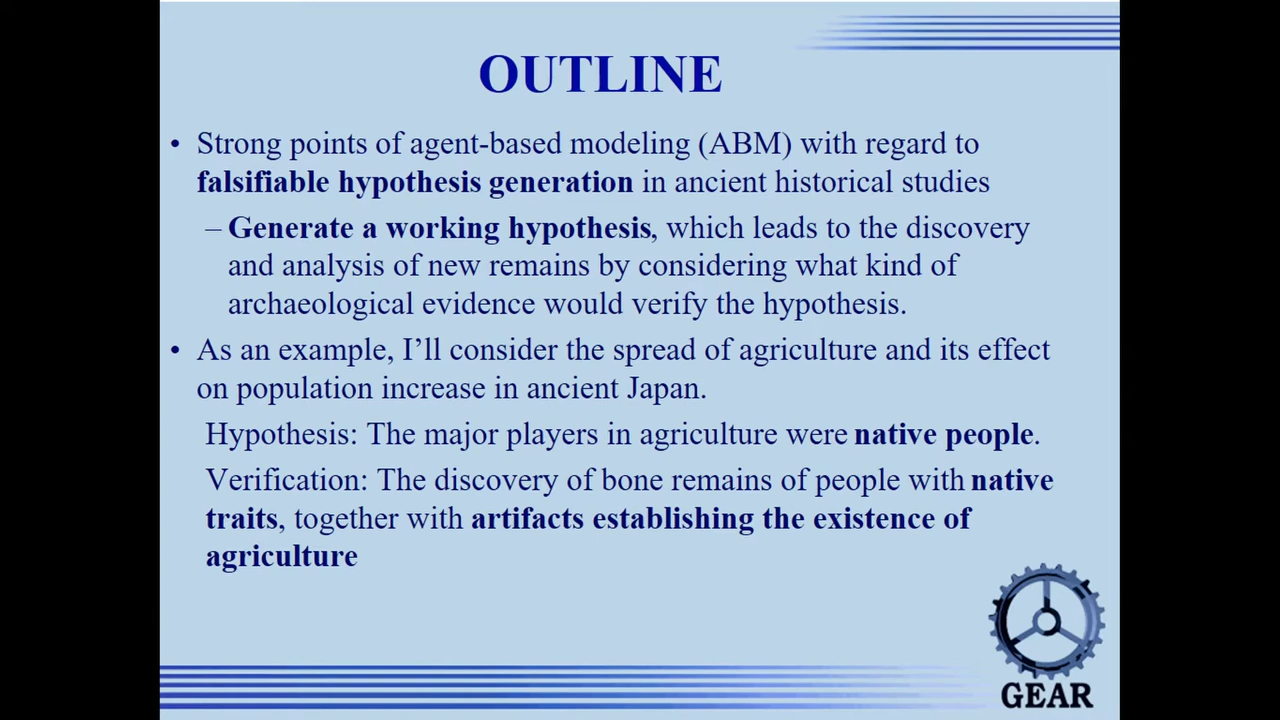 OUTLINE
• Strong points of agent-based modeling (ABM) with regard to
falsifiable hypothesis generation in ancient historical studies
– Generate a working hypothesis, which leads to the discovery
and analysis of new remains by considering what kind of
archaeological evidence would verify the hypothesis.
• As an example, I’ll consider the spread of agriculture and its effect
on population increase in ancient Japan.
Hypothesis: The major players in agriculture were native people.
Verification: The discovery of bone remains of people with native
traits, together with artifacts establishing the existence of
agriculture
GEAR